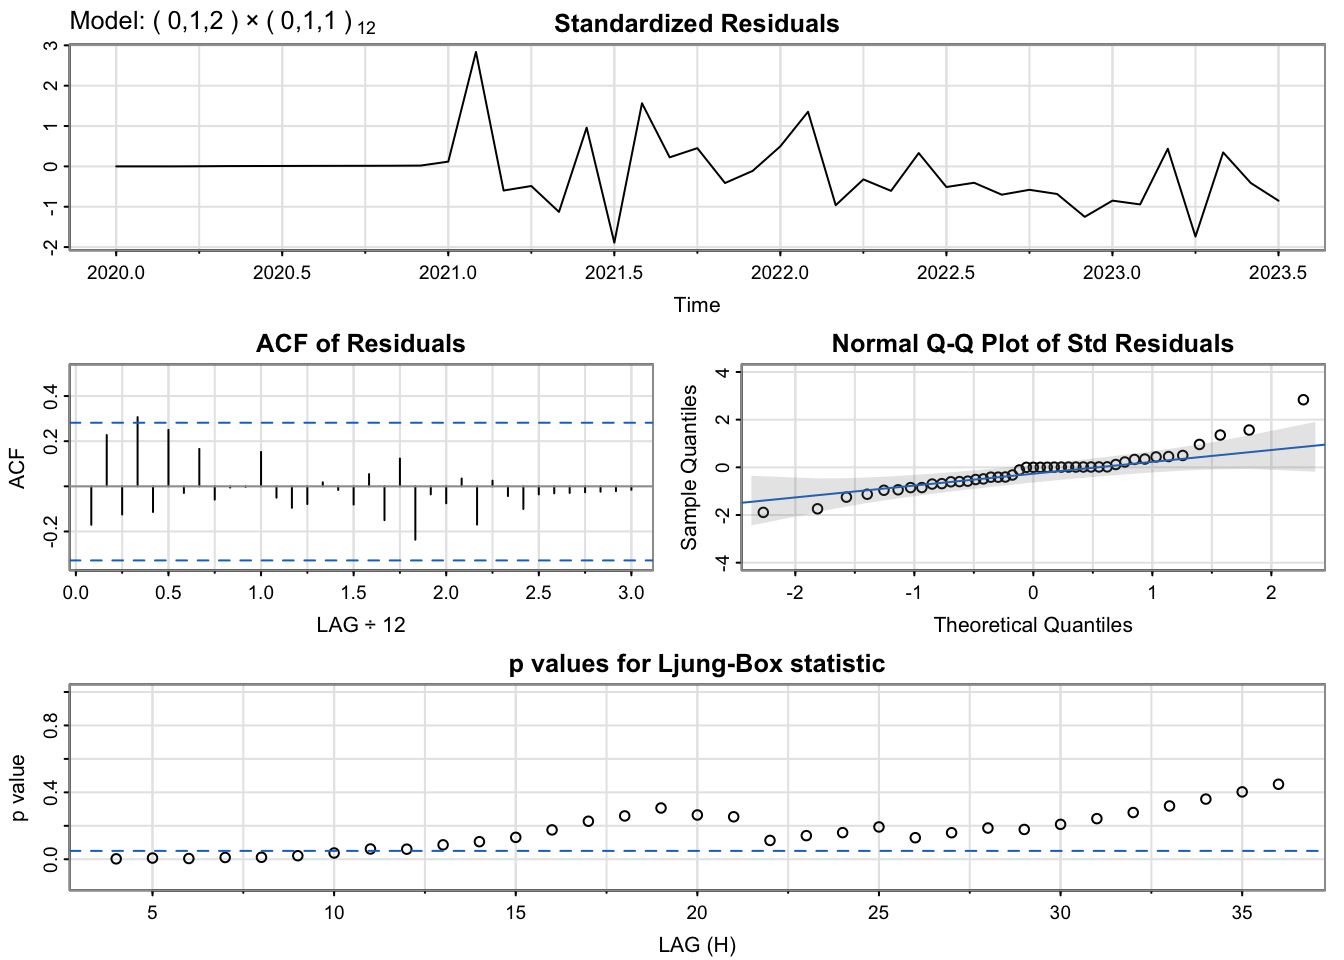 Model: ( 0,1,2 ) × ( 0,1,1 ) 12
Standardized Residuals
3
2
1
0
-1
-2
2020.0 2020.5 2021.0 2021.5 2022.0 2022.5 2023.0 2023.5
Time
ACF of Residuals
ACF
0.4
0.2
-0.2
0.0 0.5 1.0 1.5 2.0 2.5 3.0
LAG ÷ 12
Normal Q-Q Plot of Std Residuals
Sample Quantiles
4
2
0
-2
-4
-2 -1 0 1 2
Theoretical Quantiles
p values for Ljung-Box statistic
p value
0.8
0.4
0.0
5 10 15 20 25 30 35
LAG (H)